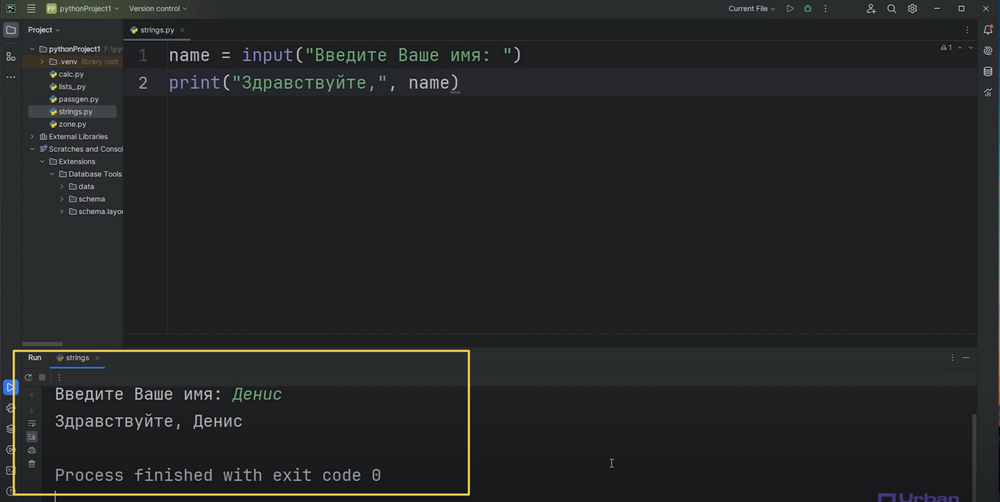 PC
PP pythonProject1
Version control
Current File
Project
strings.py
pythonProject1 F:\py
.venv library root
calc.py
lists_.py
passgen.py
strings.py
zone.py
External Libraries
Scratches and Consol
Extensions
Database Tools
data
schema
schema.layou
1
1 name = input("Введите Ваше имя: ")
2 print("Здравствуйте,", name)
Run strings
Введите Ваше имя: Денис
Здравствуйте, Денис
Process finished with exit code 0
Urban